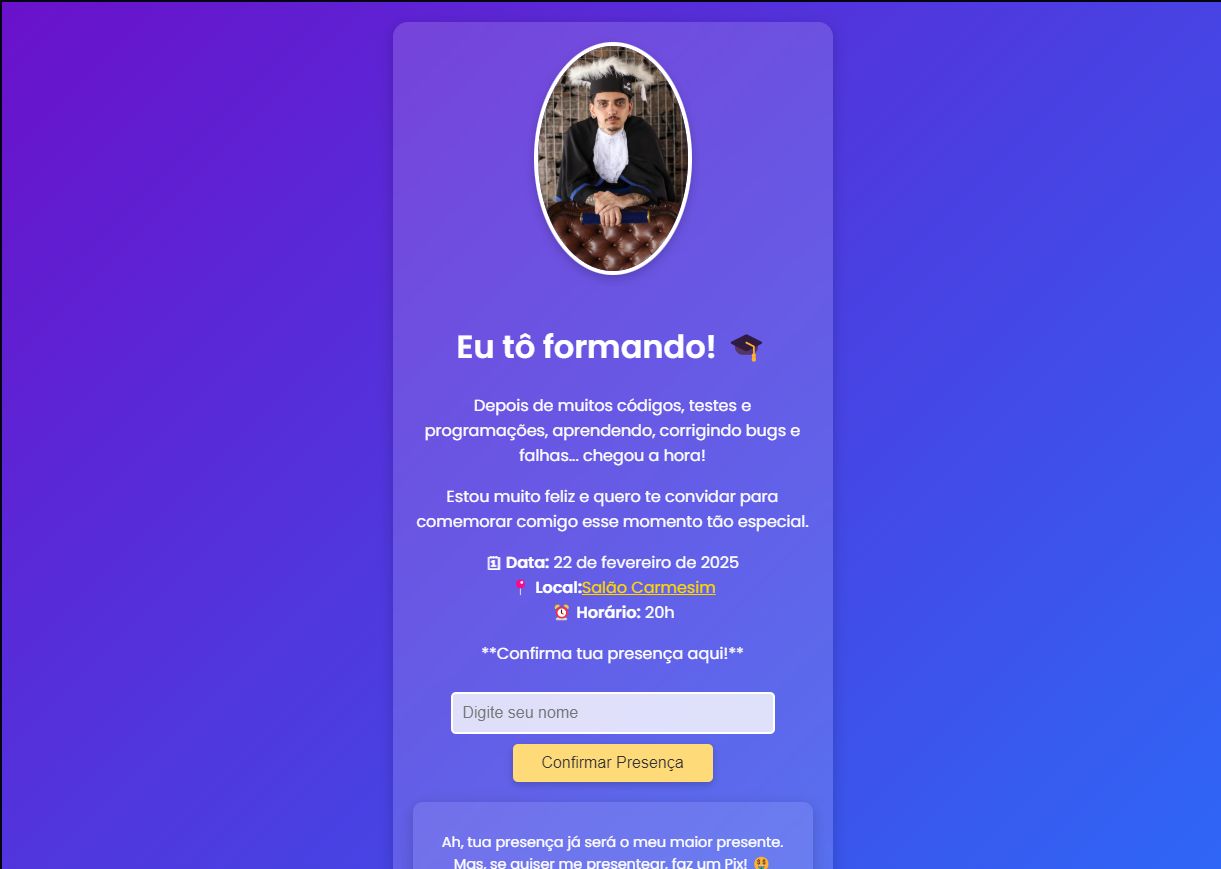 Eu tô formando! 🎓
Depois de muitos códigos, testes e
programações, aprendendo, corrigindo bugs e
falhas... chegou a hora!
Estou muito feliz e quero te convidar para
comemorar comigo esse momento tão especial.
🗓 Data: 22 de fevereiro de 2025
📍 Local:Salão Carmesim
⏰ Horário: 20h
**Confirma tua presença aqui!**
Digite seu nome
Confirmar Presença
Ah, tua presença já será o meu maior presente.
Mas, se quiser me presentear, faz um Pix! 🤑